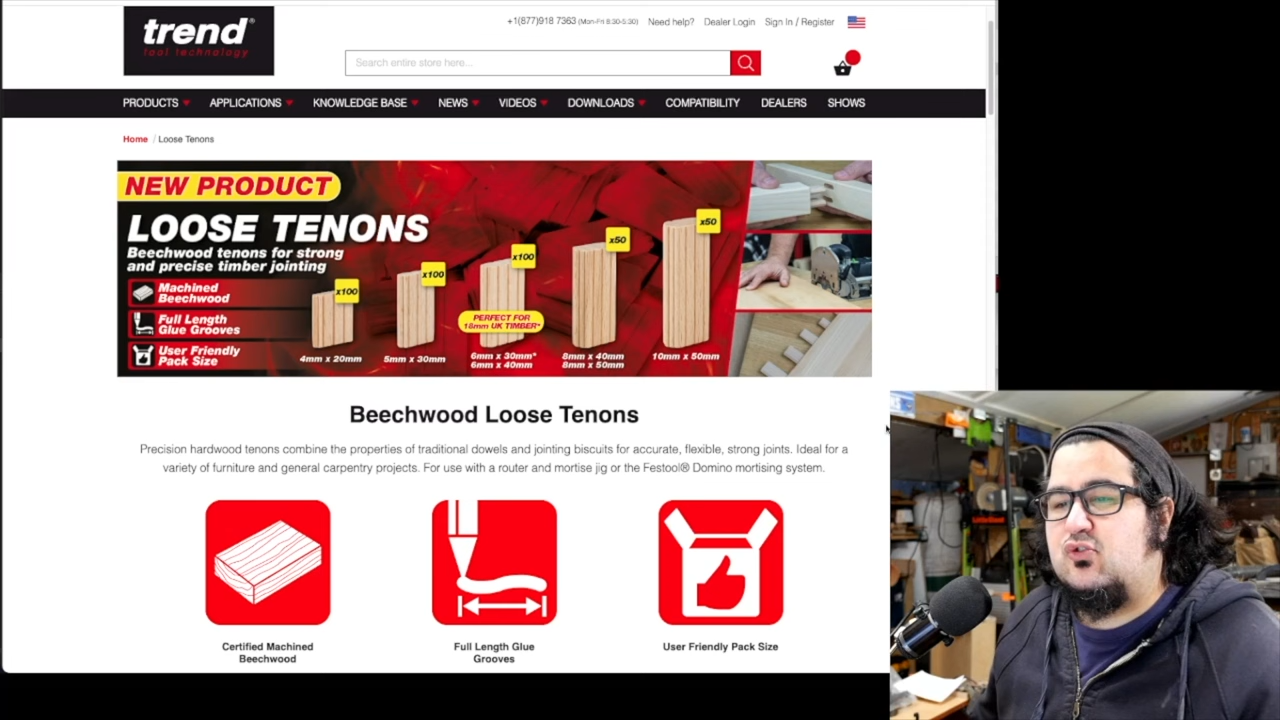 trend®
tool technology
+1(877)918 7363 (Mon-Fri 8:30-5:30) Need help? Dealer Login Sign In / Register
Search entire store here...
PRODUCTS APPLICATIONS KNOWLEDGE BASE NEWS VIDEOS DOWNLOADS COMPATIBILITY DEALERS SHOWS
Home / Loose Tenons
NEW PRODUCT
LOOSE TENONS
Beechwood tenons for strong
and precise timber jointing
Machined
Beechwood
Full Length
Glue Grooves
User Friendly
Pack Size
x100
x100
x100
x50
x50
PERFECT FOR
18mm UK TIMBER*
4mm x 20mm 5mm x 30mm 6mm x 30mm* 8mm x 40mm 10mm x 50mm
6mm x 40mm 8mm x 50mm
Beechwood Loose Tenons
Precision hardwood tenons combine the properties of traditional dowels and jointing biscuits for accurate, flexible, strong joints. Ideal for a
variety of furniture and general carpentry projects. For use with a router and mortise jig or the Festool® Domino mortising system.
Certified Machined
Beechwood
Full Length Glue
Grooves
User Friendly Pack Size